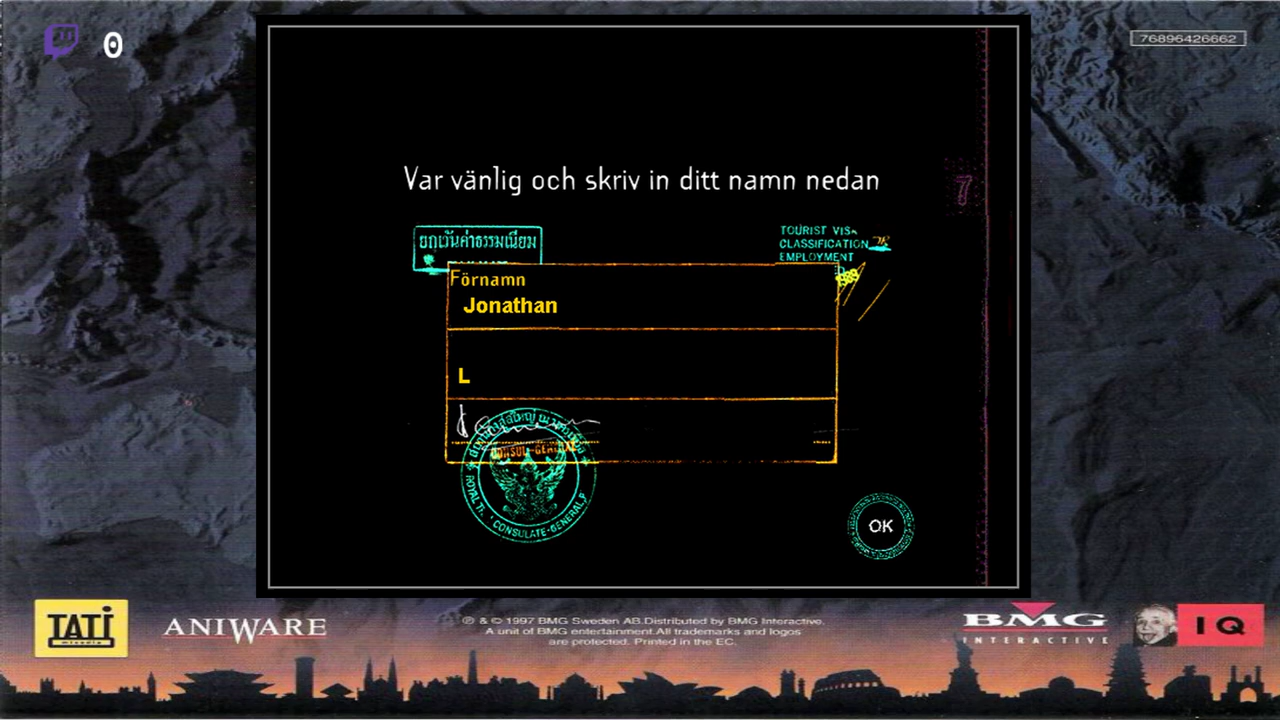 0
76896426662
Var vänlig och skriv in ditt namn nedan
7
ยกเว้นค่าธรรมเนียม
TOURIST VISA
CLASSIFICATION
EMPLOYMENT
Förnamn
Jonathan
L
CONSUL-GENERAL
ROYAL
CONSULATE-GENERAL
OK
TATI
ANIWARE
℗ & © 1997 BMG Sweden AB.Distributed by BMG Interactive.
A unit of BMG entertainment.All trademarks and logos
are protected. Printed in the EC.
BMG
INTERACTIVE
IQ